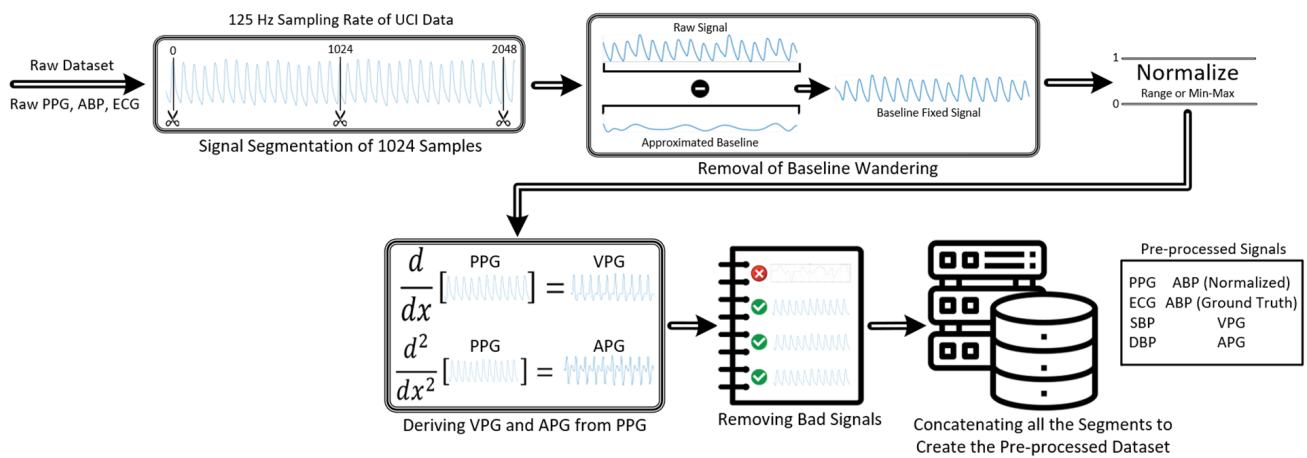 125 Hz Sampling Rate of UCI Data
Raw Dataset
Raw PPG, ABP, ECG
0 1024 2048
Signal Segmentation of 1024 Samples
Raw Signal
Approximated Baseline
Baseline Fixed Signal
Removal of Baseline Wandering
1
Normalize
Range or Min-Max
0
d/dx [PPG] = VPG
d²/dx² [PPG] = APG
Deriving VPG and APG from PPG
Removing Bad Signals
Concatenating all the Segments to
Create the Pre-processed Dataset
Pre-processed Signals
PPG ABP (Normalized)
ECG ABP (Ground Truth)
SBP VPG
DBP APG